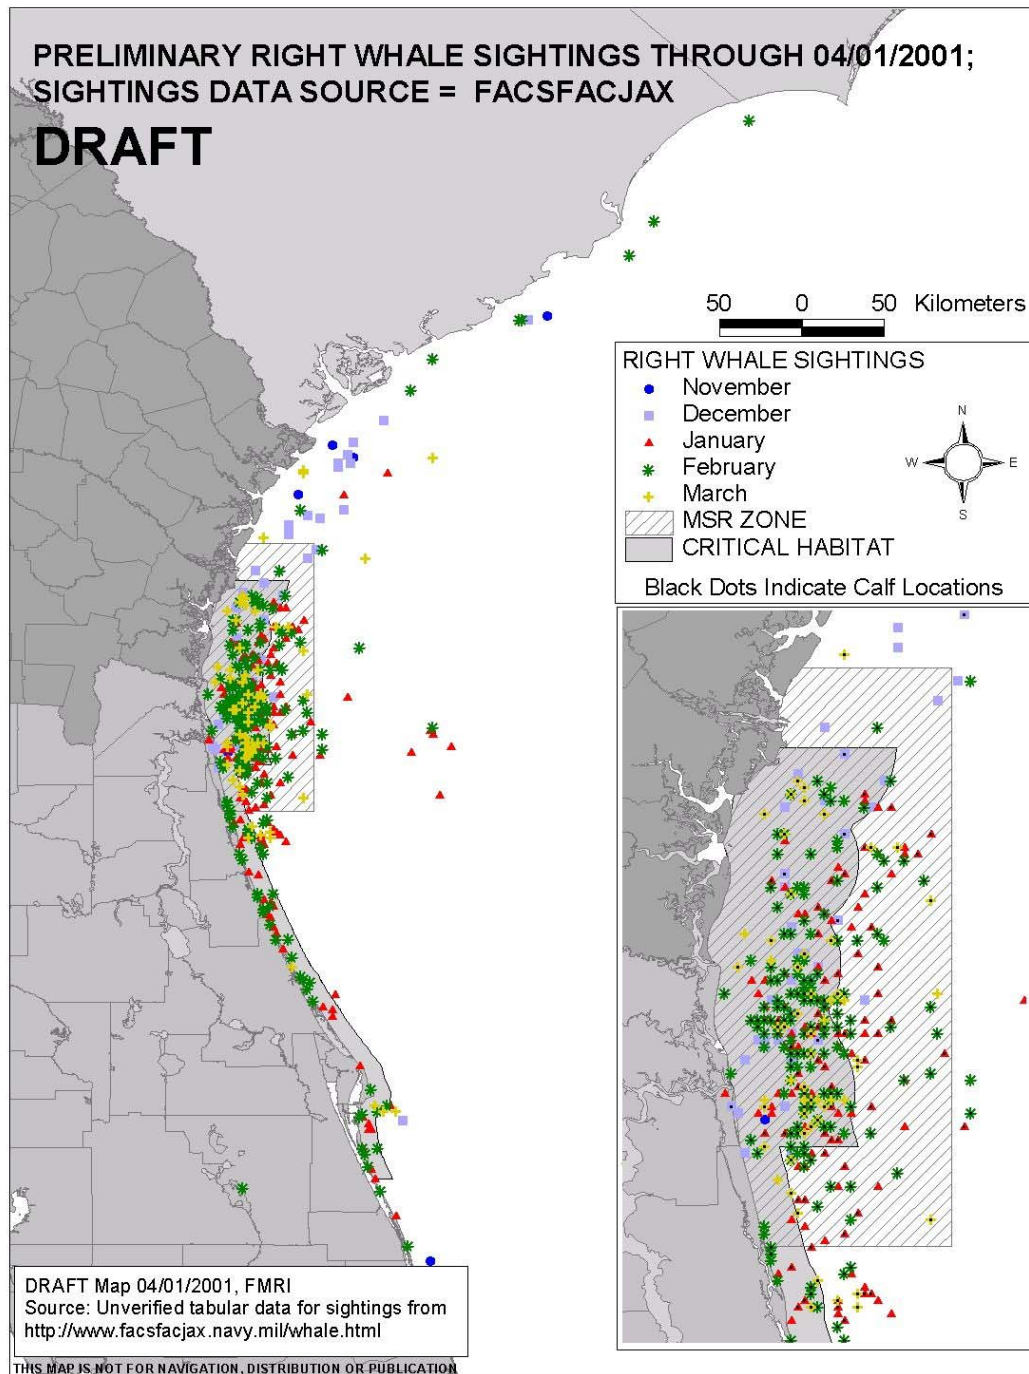 PRELIMINARY RIGHT WHALE SIGHTINGS THROUGH 04/01/2001;
SIGHTINGS DATA SOURCE = FACSFACJAX
DRAFT
50 0 50 Kilometers
RIGHT WHALE SIGHTINGS
November
December
January
February
March
MSR ZONE
CRITICAL HABITAT
N
W E
S
Black Dots Indicate Calf Locations
DRAFT Map 04/01/2001, FMRI
Source: Unverified tabular data for sightings from
http://www.facsfacjax.navy.mil/whale.html
THIS MAP IS NOT FOR NAVIGATION, DISTRIBUTION OR PUBLICATION